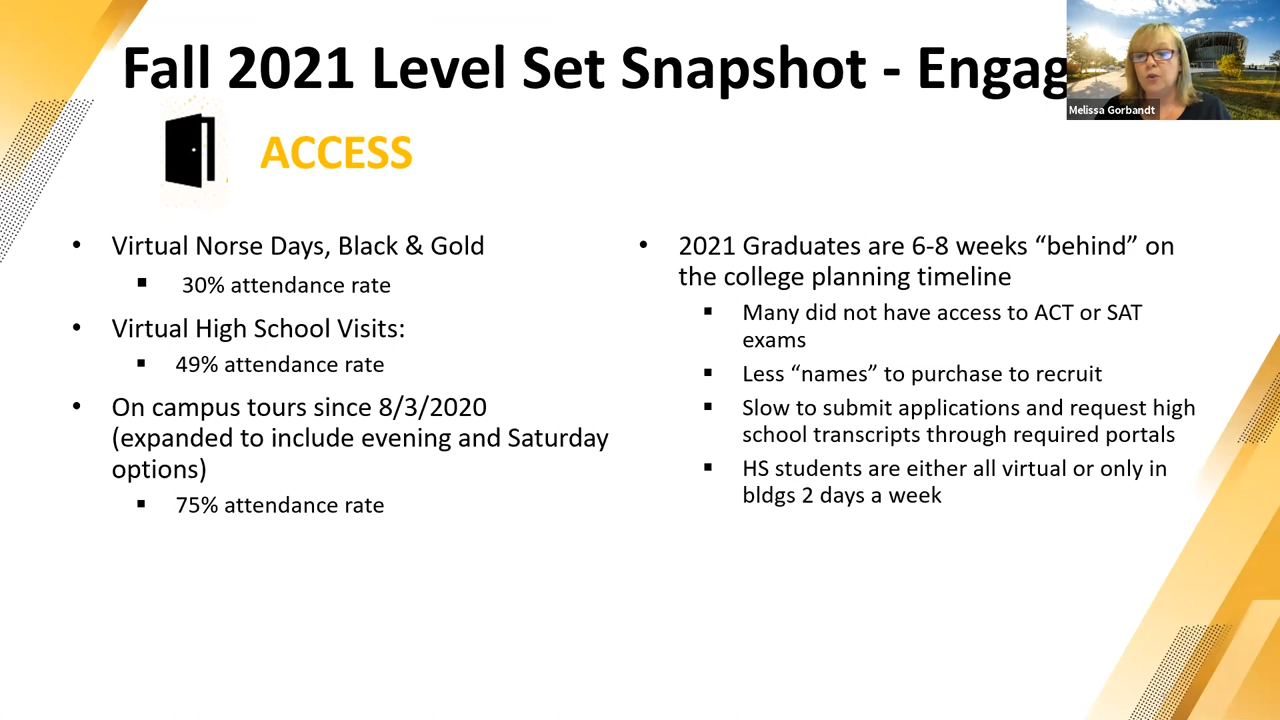 Fall 2021 Level Set Snapshot - Engag
Melissa Gorbandt
ACCESS
• Virtual Norse Days, Black & Gold
▪ 30% attendance rate
• Virtual High School Visits:
▪ 49% attendance rate
• On campus tours since 8/3/2020
(expanded to include evening and Saturday
options)
▪ 75% attendance rate
• 2021 Graduates are 6-8 weeks “behind” on
the college planning timeline
▪ Many did not have access to ACT or SAT
exams
▪ Less “names” to purchase to recruit
▪ Slow to submit applications and request high
school transcripts through required portals
▪ HS students are either all virtual or only in
bldgs 2 days a week